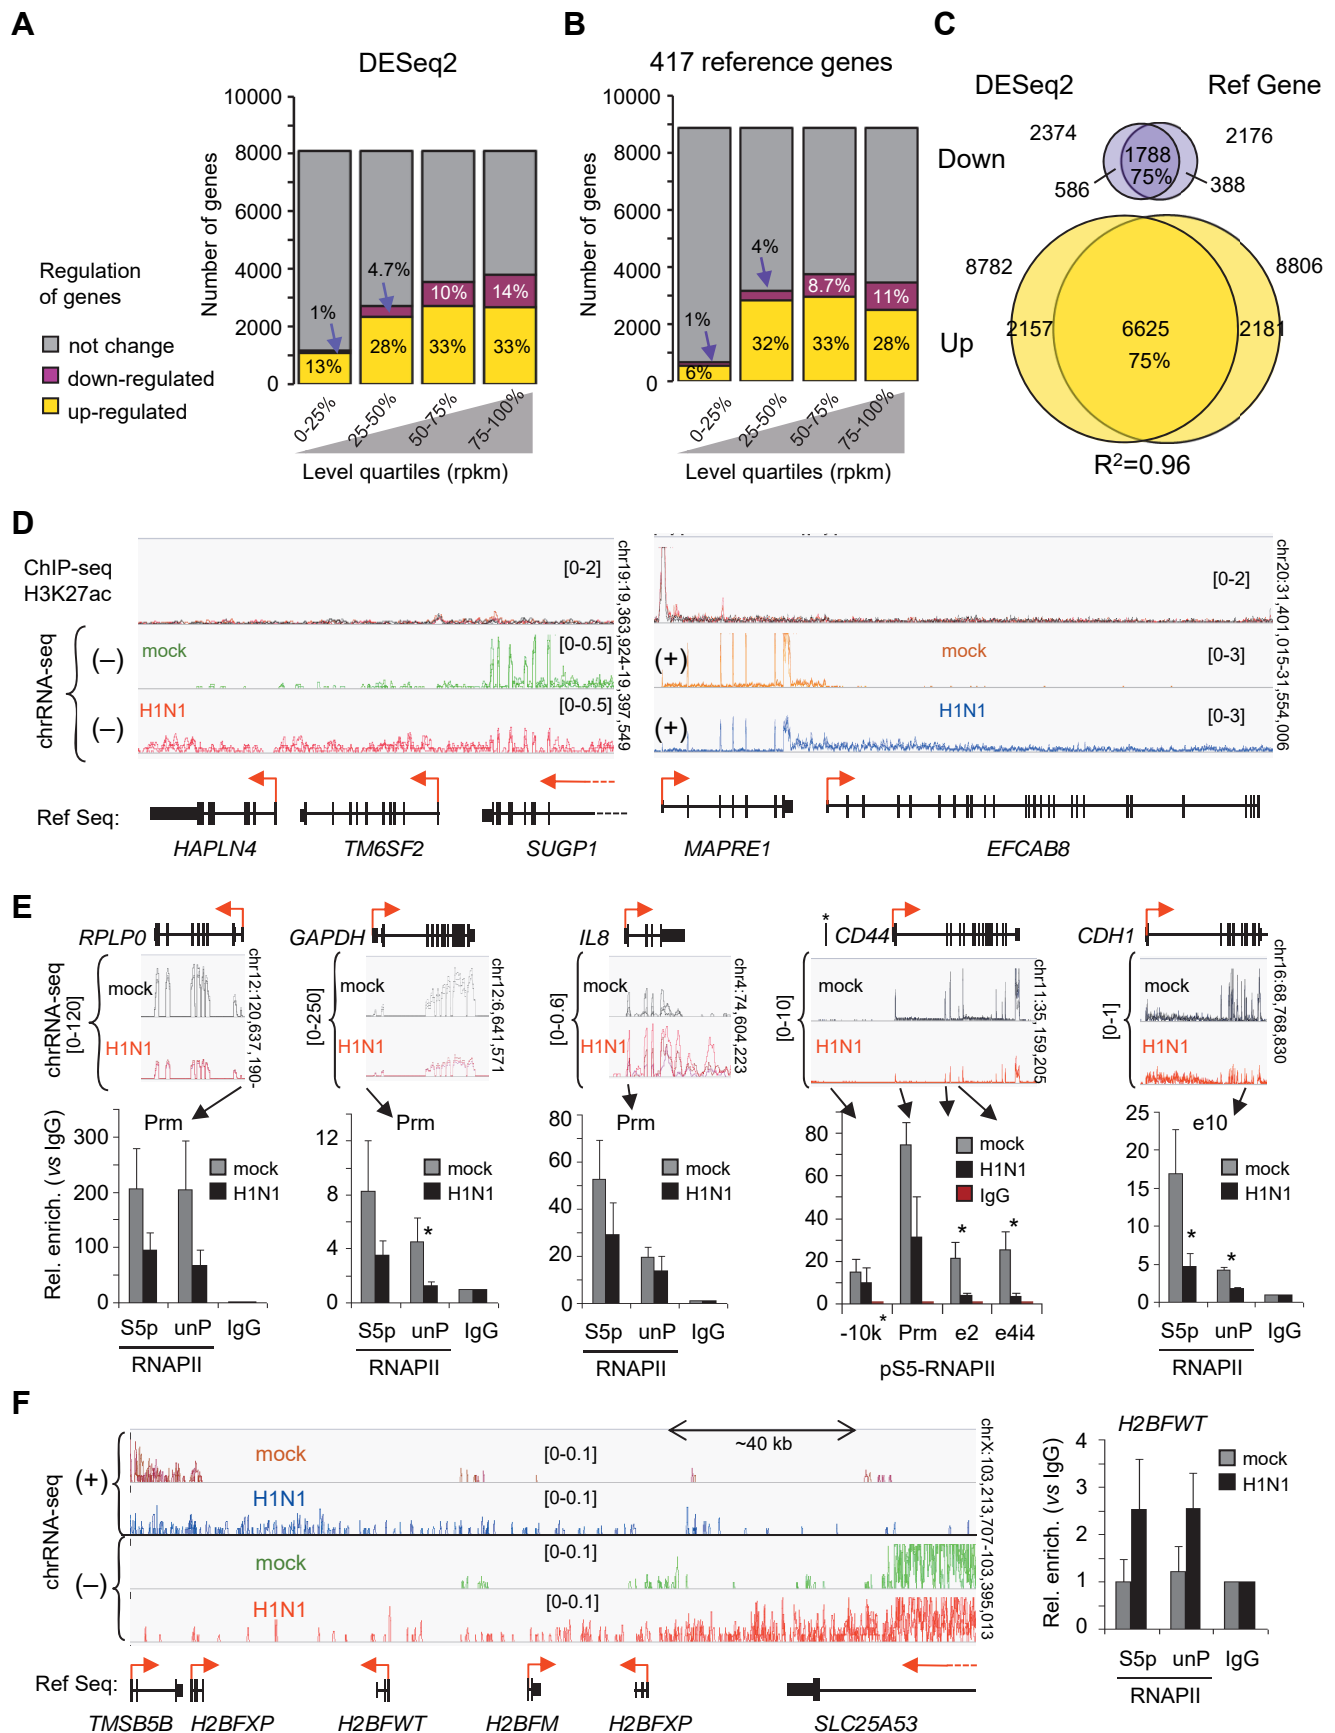 A
B
C
DESeq2
417 reference genes
DESeq2
Ref Gene
Number of genes
10000
8000
6000
4000
2000
0
1%
4.7%
10%
14%
13%
28%
33%
33%
0-25%
25-50%
50-75%
75-100%
Level quartiles (rpkm)
Regulation
of genes
not change
down-regulated
up-regulated
Number of genes
10000
8000
6000
4000
2000
0
1%
4%
8.7%
11%
6%
32%
33%
28%
0-25%
25-50%
50-75%
75-100%
Level quartiles (rpkm)
2374
2176
Down
1788
75%
586
388
8782
8806
2157
6625
2181
Up
75%
R²=0.96
D
ChIP-seq
H3K27ac
[0-2]
[0-2]
chrRNA-seq
(–)
mock
[0-0.5]
(+)
mock
[0-3]
(–)
H1N1
[0-0.5]
(+)
H1N1
[0-3]
chr19:19,363,924-19,397,549
chr20:31,401,015-31,554,006
Ref Seq:
HAPLN4
TM6SF2
SUGP1
MAPRE1
EFCAB8
E
RPLP0
GAPDH
IL8
*
CD44
CDH1
chrRNA-seq
[0-120]
mock
H1N1
chr12:120,637,190-
[0-250]
mock
H1N1
chr12:6,641,571
[0-0.6]
mock
H1N1
chr4:74,604,223
[0-10]
mock
H1N1
chr11:35,159,205
[0-1]
mock
H1N1
chr16:68,768,830
Rel. enrich. (vs IgG)
Prm
300
200
100
0
mock
H1N1
S5p
unP
IgG
RNAPII
Prm
12
8
4
0
mock
H1N1
*
S5p
unP
IgG
RNAPII
Prm
80
60
40
20
0
S5p
unP
IgG
RNAPII
80
60
40
20
0
mock
H1N1
IgG
*
*
-10k*
Prm
e2
e4i4
pS5-RNAPII
e10
25
20
15
10
5
0
mock
H1N1
*
*
S5p
unP
IgG
RNAPII
F
chrRNA-seq
(+)
mock
[0-0.1]
~40 kb
H1N1
[0-0.1]
(–)
mock
[0-0.1]
H1N1
[0-0.1]
chrX:103,213,707-103,395,013
Ref Seq:
TMSB5B
H2BFXP
H2BFWT
H2BFM
H2BFXP
SLC25A53
H2BFWT
Rel. enrich. (vs IgG)
4
3
2
1
0
mock
H1N1
S5p
unP
IgG
RNAPII